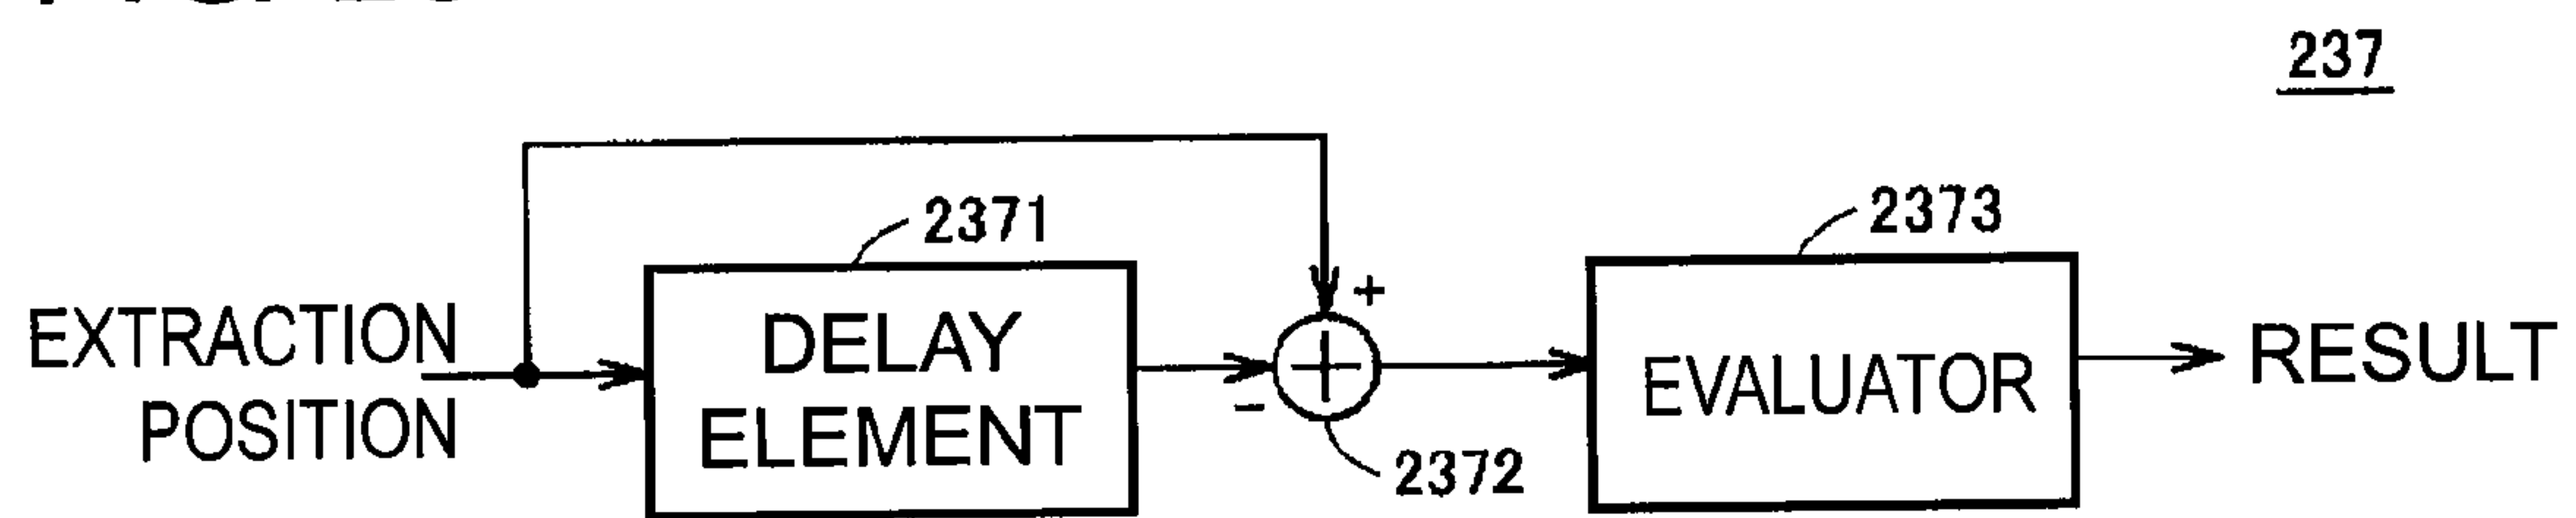 237
2371
2373
EXTRACTION
POSITION
DELAY
ELEMENT
+
-
2372
EVALUATOR
RESULT